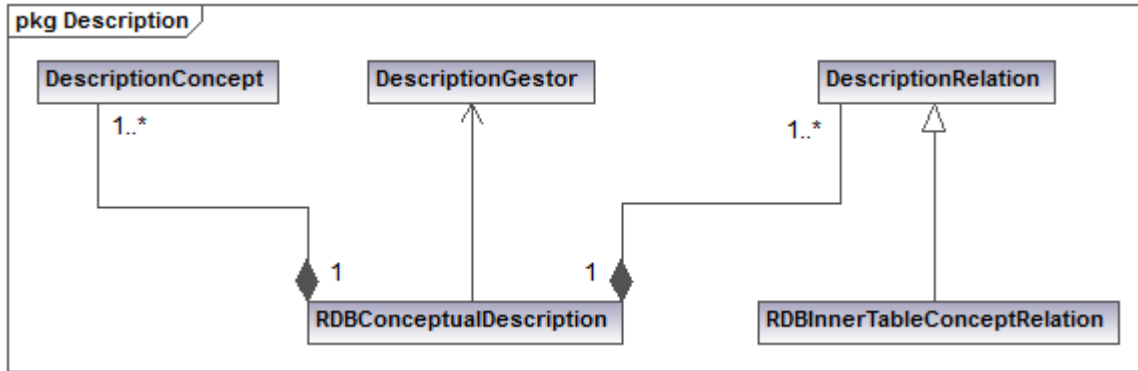 pkg Description
DescriptionConcept
DescriptionGestor
DescriptionRelation
1..*
1..*
1
1
RDBConceptualDescription
RDBInnerTableConceptRelation